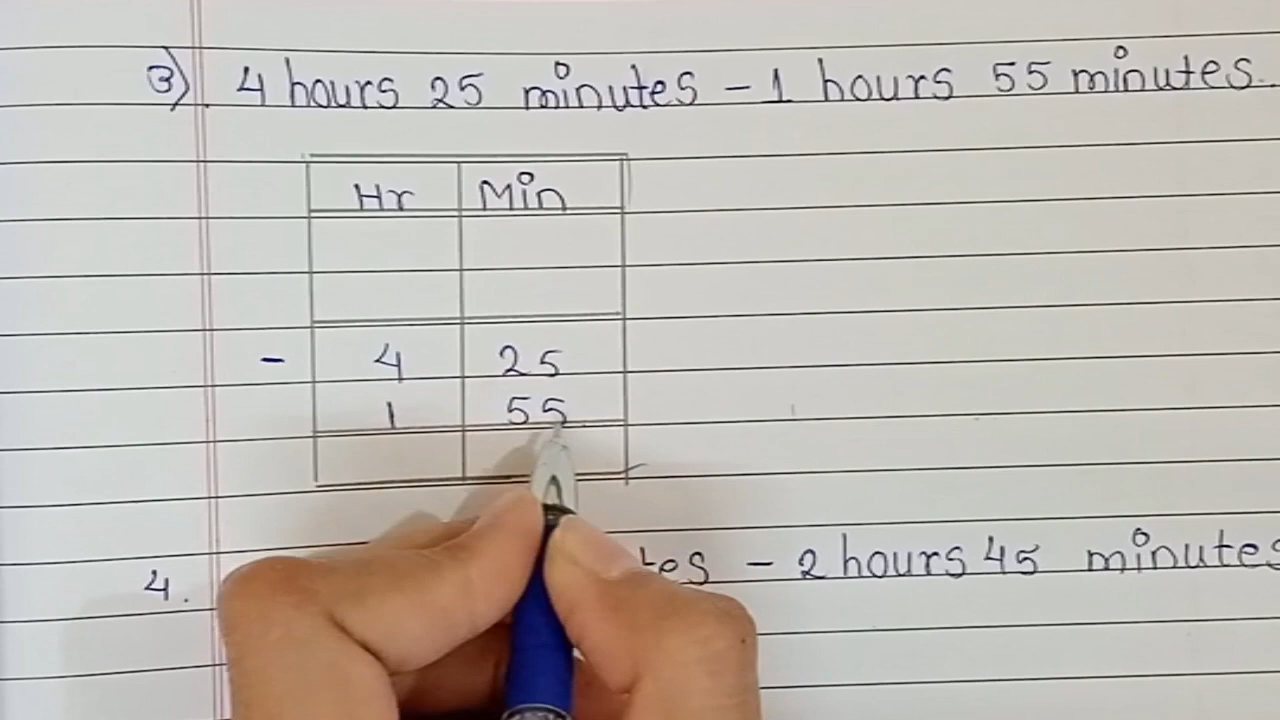 3) 4 hours 25 minutes - 1 hours 55 minutes.
Hr Min
- 4 25
1 55
4. - 2 hours 45 minutes